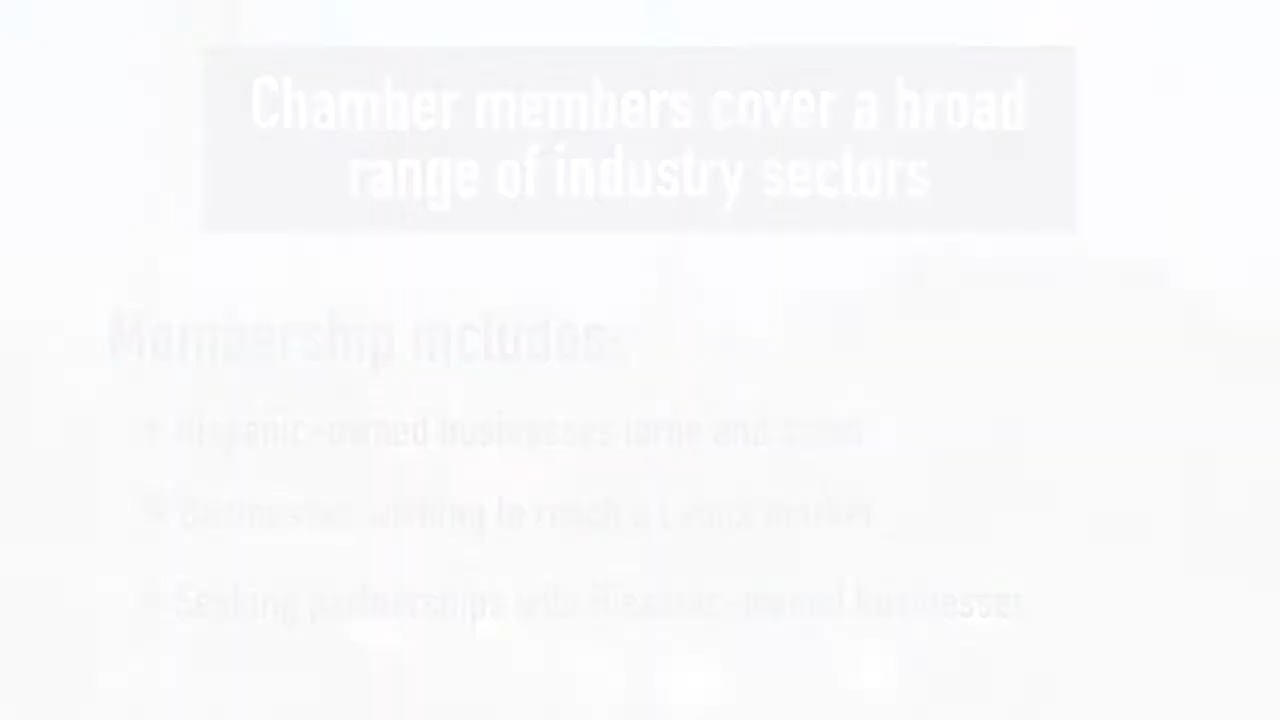 Chamber members cover a broad
range of industry sectors
Membership includes:
Hispanic-owned businesses large and small
Businesses wishing to reach a Latino market
Seeking partnerships with Hispanic-owned businesses